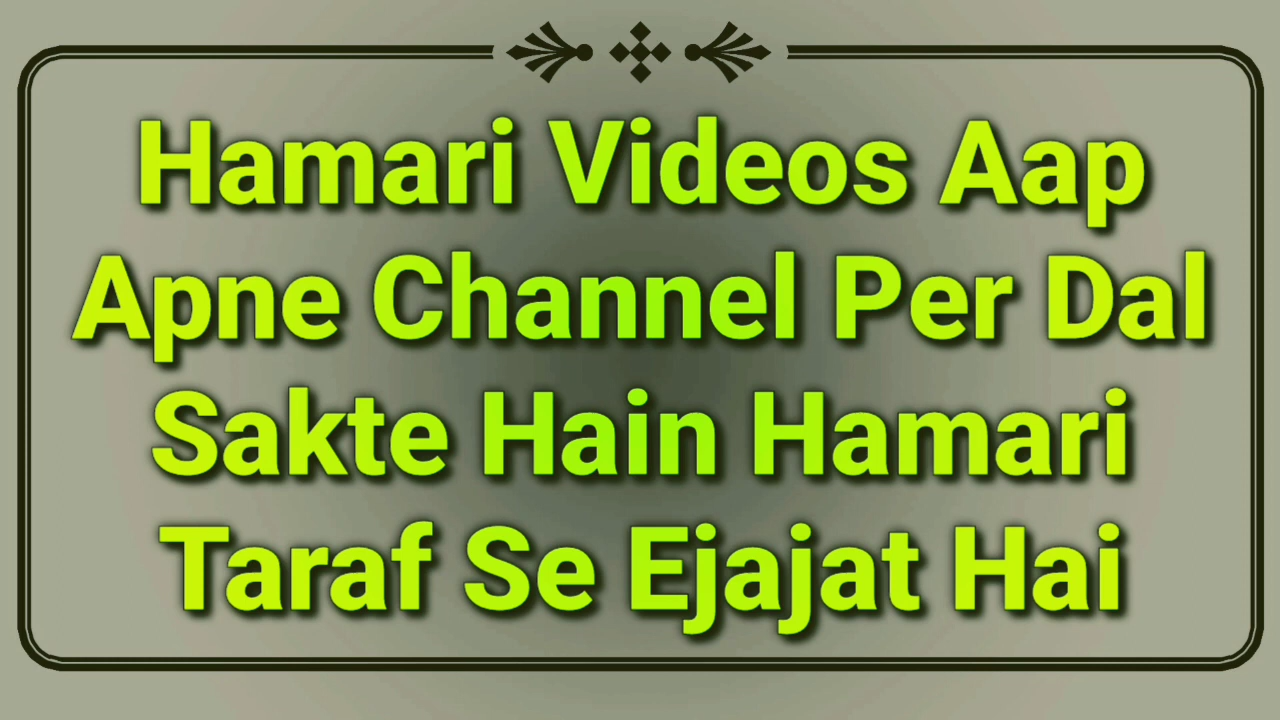 Hamari Videos Aap
Apne Channel Per Dal
Sakte Hain Hamari
Taraf Se Ejajat Hai